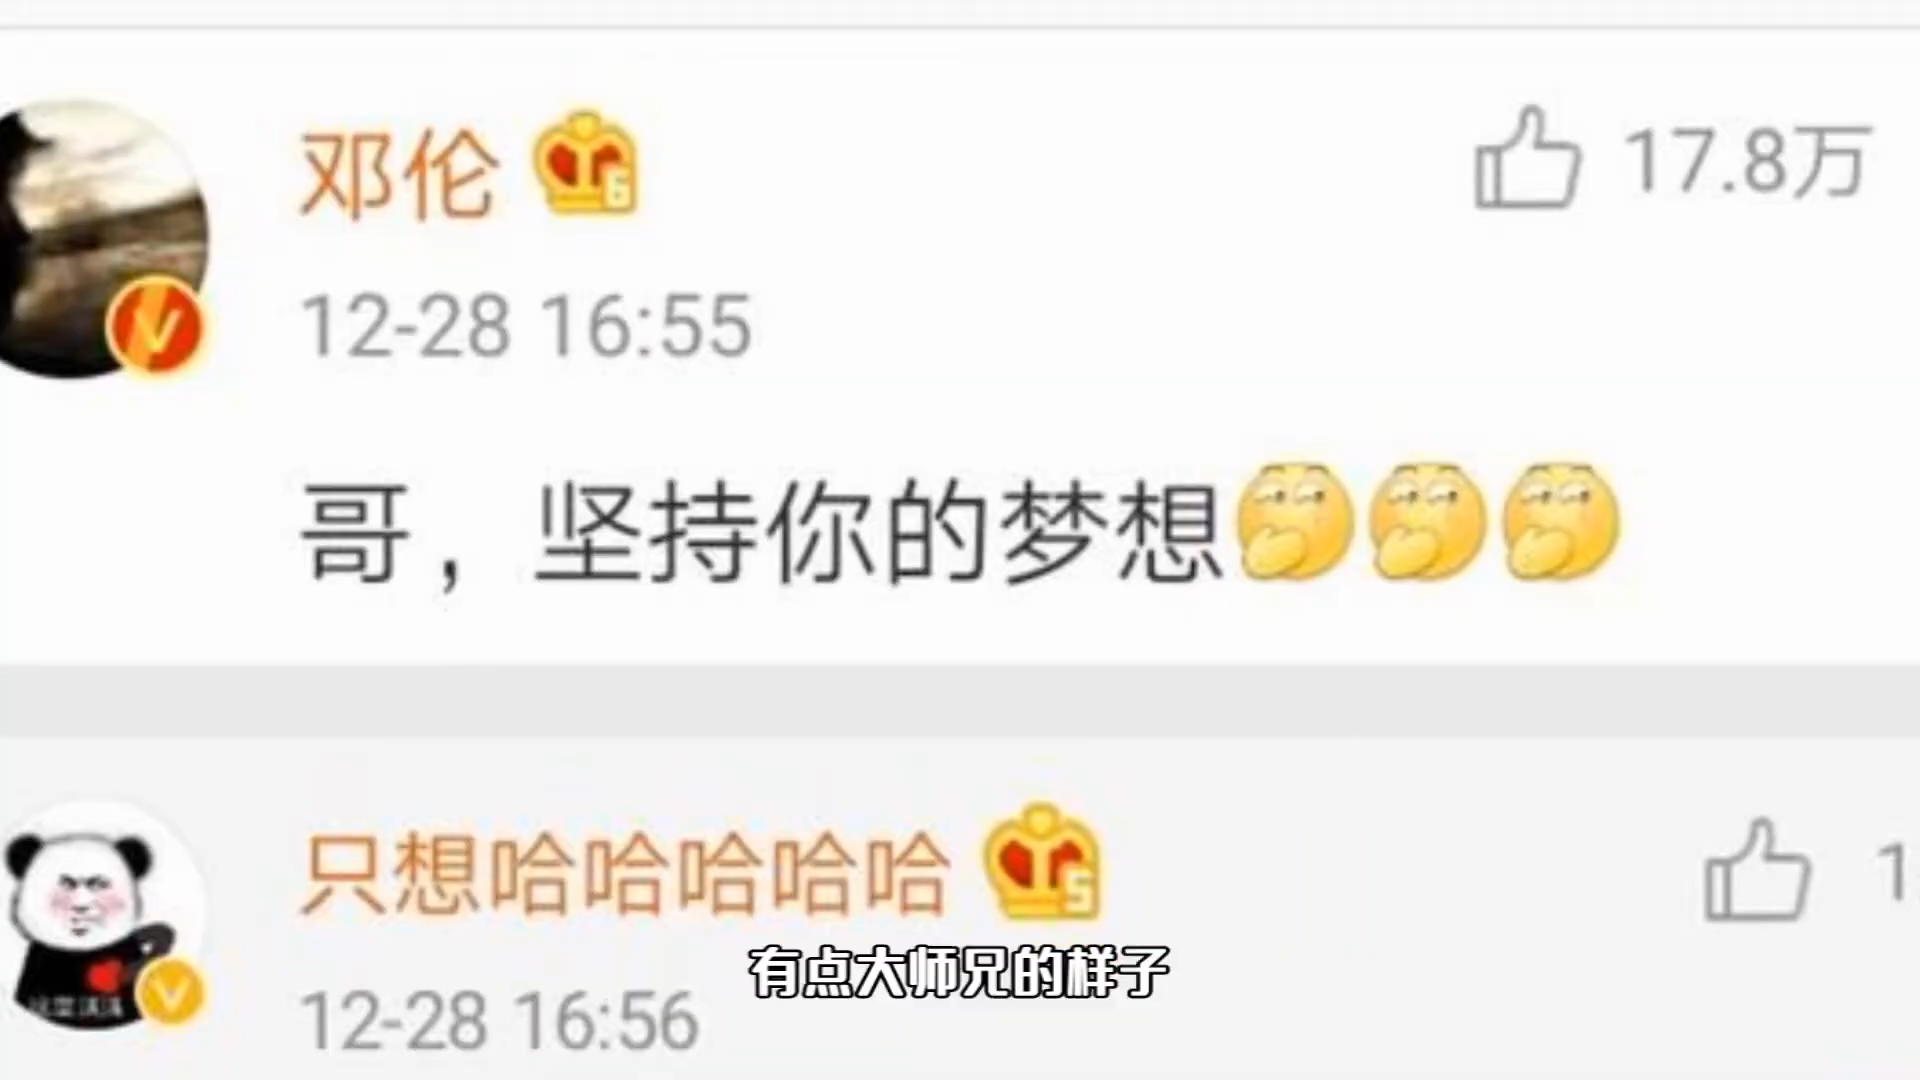 邓伦
17.8万
12-28 16:55
哥，坚持你的梦想
只想哈哈哈哈哈
1
有点大师兄的样子
12-28 16:56